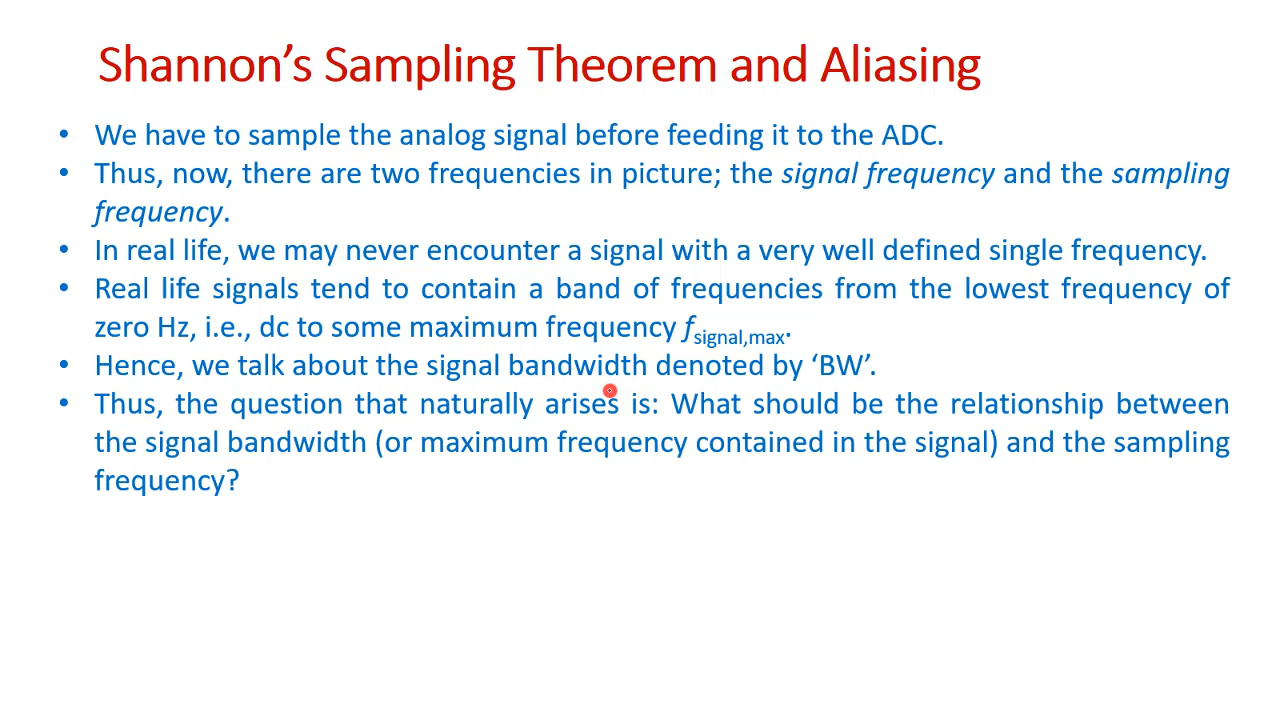 Shannon’s Sampling Theorem and Aliasing
• We have to sample the analog signal before feeding it to the ADC.
• Thus, now, there are two frequencies in picture; the signal frequency and the sampling
frequency.
• In real life, we may never encounter a signal with a very well defined single frequency.
• Real life signals tend to contain a band of frequencies from the lowest frequency of
zero Hz, i.e., dc to some maximum frequency fsignal,max.
• Hence, we talk about the signal bandwidth denoted by ‘BW’.
• Thus, the question that naturally arises is: What should be the relationship between
the signal bandwidth (or maximum frequency contained in the signal) and the sampling
frequency?